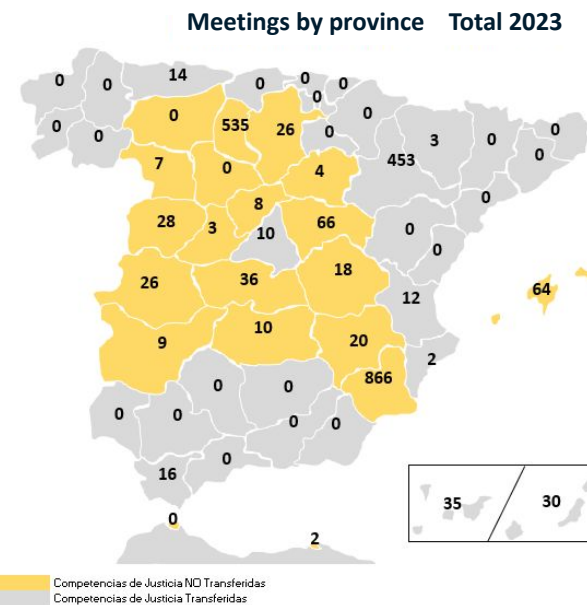 Meetings by province Total 2023
0 0 14 0 0 0
0
0 0 0 535 26 0 0 453 3 0 0 0
7 0 4 0
28 3 8 10 66 0 0
26 36 18 12 64
9 10 20 2
866
0 0 0 0 0 0
16 0
0 2
35 30
Competencias de Justicia NO Transferidas
Competencias de Justicia Transferidas